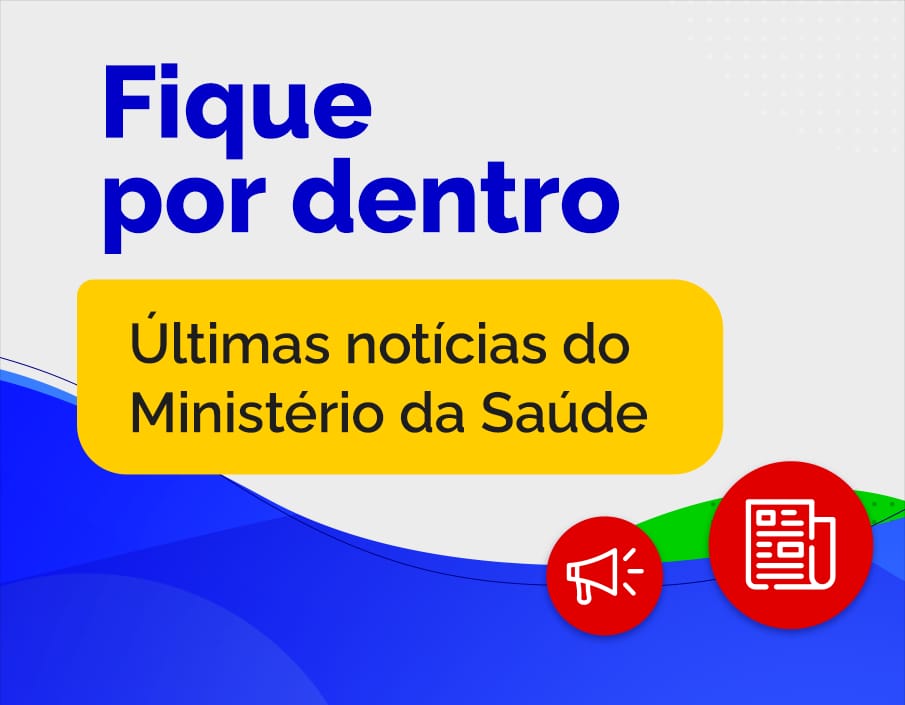 Fique
por dentro
Últimas notícias do
Ministério da Saúde